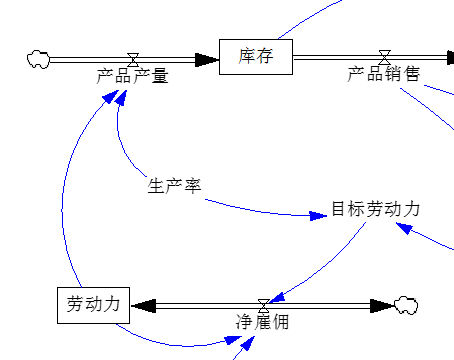 库存
产品产量
产品销售
生产率
目标劳动力
劳动力
净雇佣